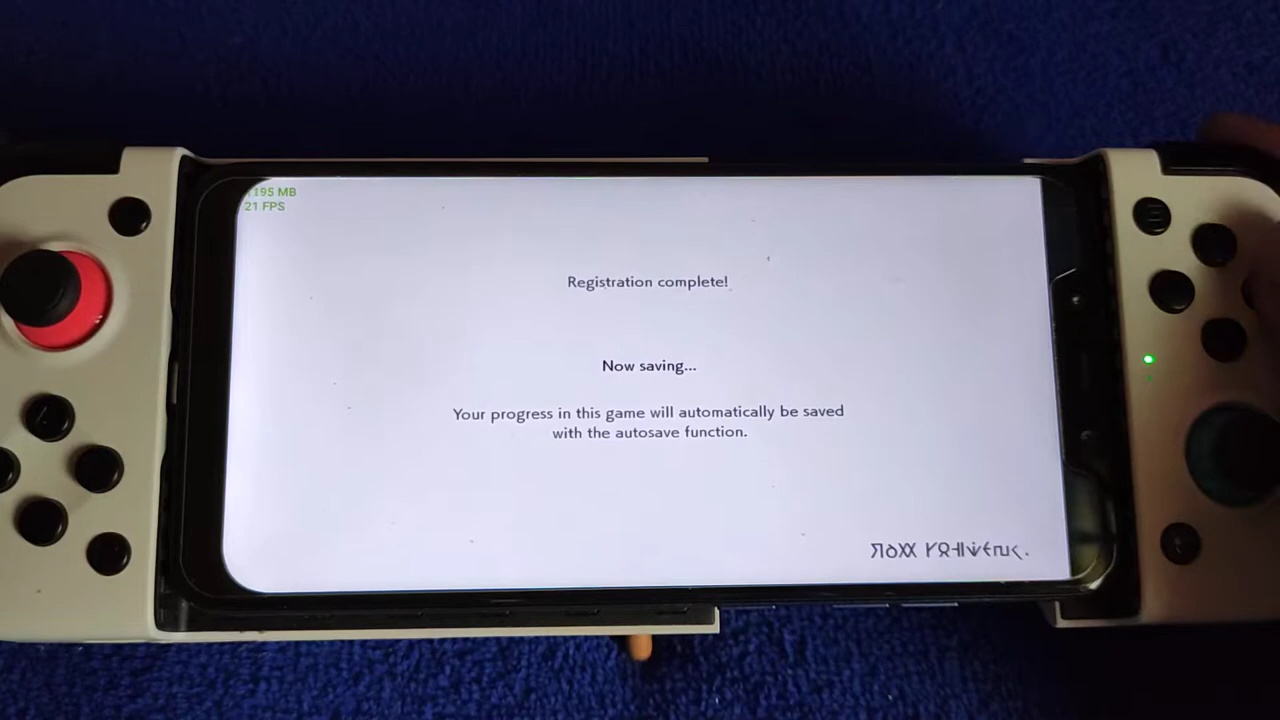 195 MB
21 FPS
Registration complete!
Now saving...
Your progress in this game will automatically be saved
with the autosave function.